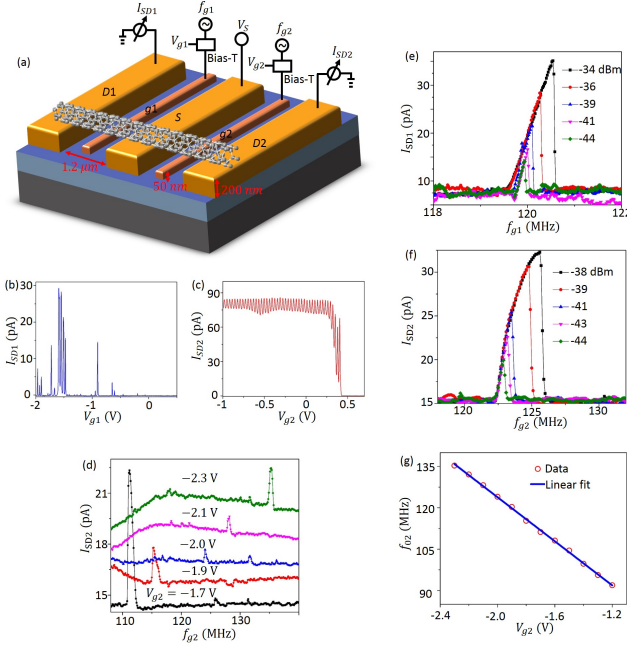 (a)
I_SD1
f_g1
V_S
f_g2
V_g1
Bias-T
V_g2
Bias-T
I_SD2
D1
g1
S
g2
D2
1.2 μm
50 nm
200 nm
(b)
I_SD1 (pA)
30
20
10
0
-2
-1
0
V_g1 (V)
(c)
I_SD2 (pA)
90
60
30
0
-1
-0.5
0
0.5
V_g2 (V)
(d)
I_SD2 (pA)
21
18
15
−2.3 V
−2.1 V
−2.0 V
−1.9 V
V_g2 = −1.7 V
110
120
130
f_g2 (MHz)
(e)
I_SD1 (pA)
40
30
20
10
-34 dBm
-36
-39
-41
-44
118
120
122
f_g1 (MHz)
(f)
I_SD2 (pA)
30
25
20
15
-38 dBm
-39
-41
-43
-44
120
125
130
f_g2 (MHz)
(g)
f_02 (MHz)
135
120
105
90
Data
Linear fit
-2.4
-2.0
-1.6
-1.2
V_g2 (V)